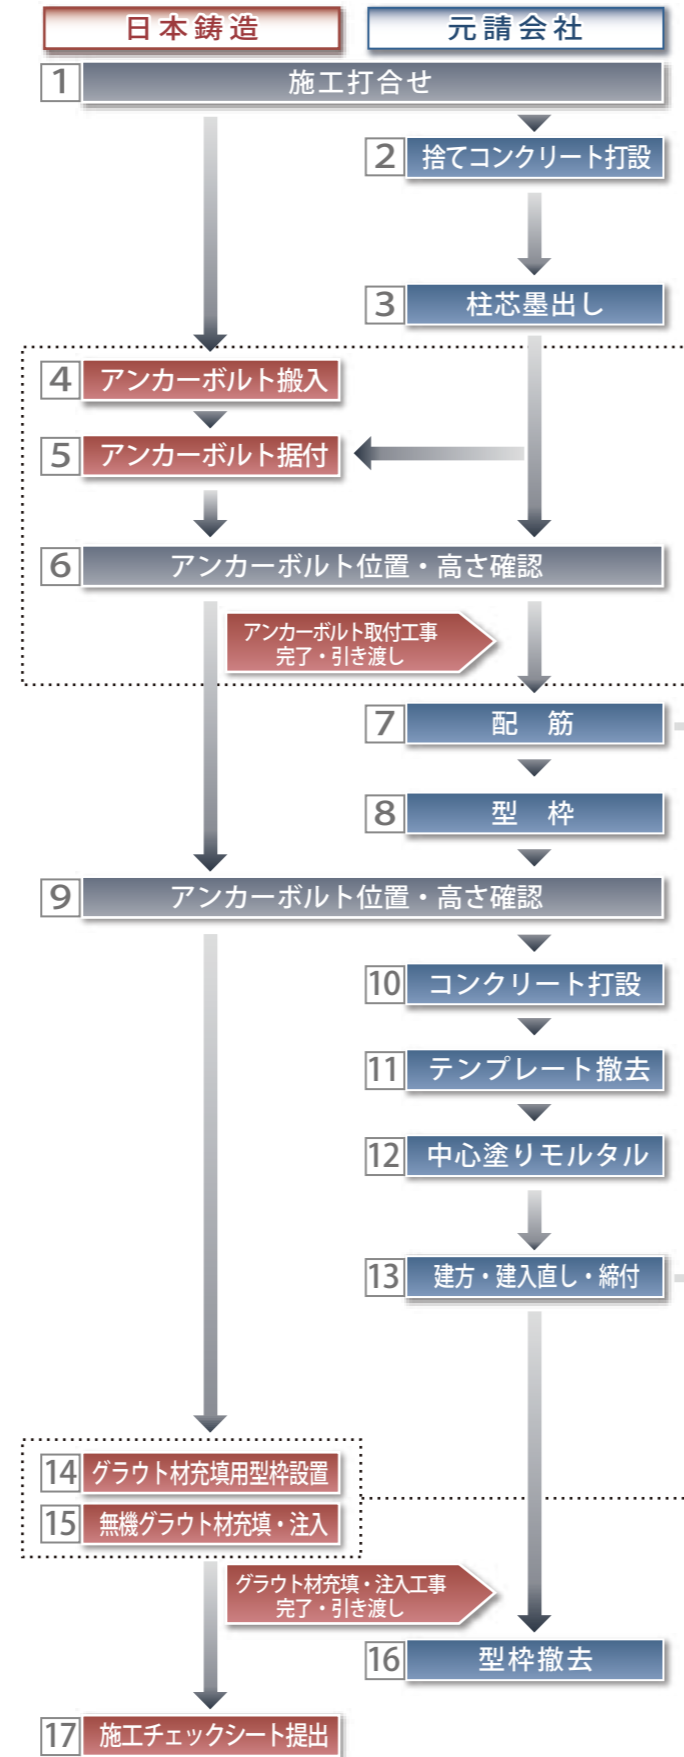 日本鋳造
元請会社
1 施工打合せ
2 捨てコンクリート打設
3 柱芯墨出し
4 アンカーボルト搬入
5 アンカーボルト据付
6 アンカーボルト位置・高さ確認
アンカーボルト取付工事
完了・引き渡し
7 配 筋
8 型 枠
9 アンカーボルト位置・高さ確認
10 コンクリート打設
11 テンプレート撤去
12 中心塗りモルタル
13 建方・建入直し・締付
14 グラウト材充填用型枠設置
15 無機グラウト材充填・注入
グラウト材充填・注入工事
完了・引き渡し
16 型枠撤去
17 施工チェックシート提出